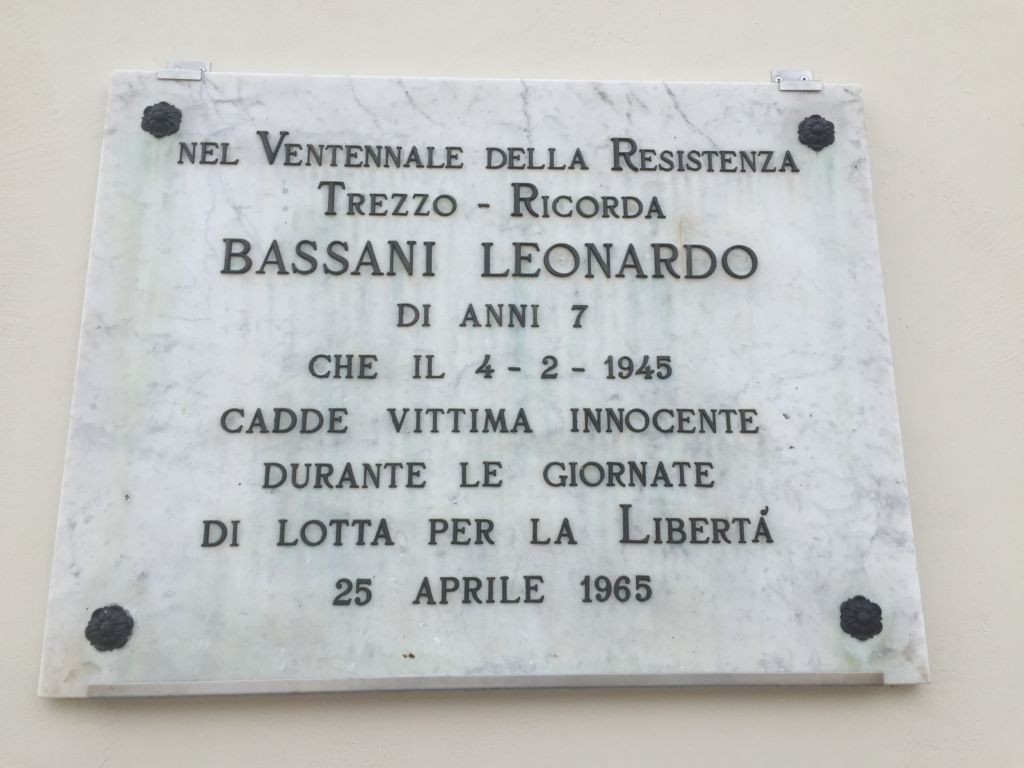 NEL VENTENNALE DELLA RESISTENZA
TREZZO - RICORDA
BASSANI LEONARDO
DI ANNI 7
CHE IL 4 - 2 - 1945
CADDE VITTIMA INNOCENTE
DURANTE LE GIORNATE
DI LOTTA PER LA LIBERTÁ
25 APRILE 1965